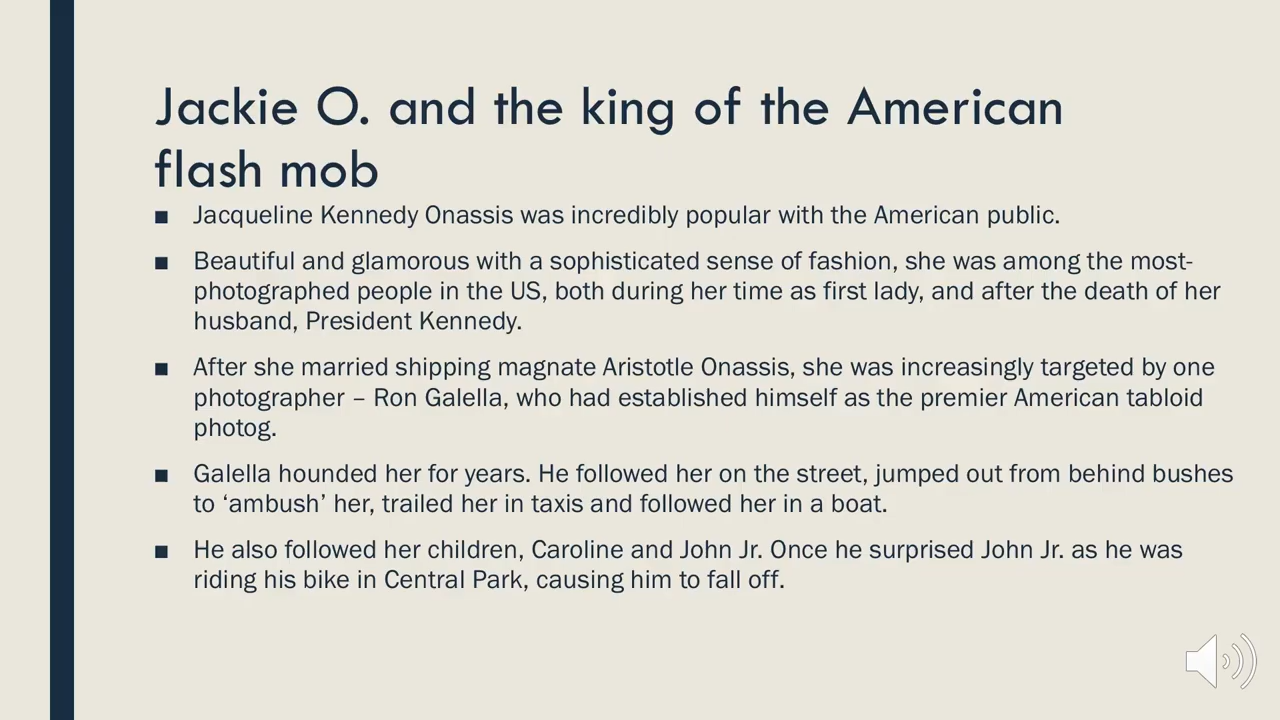 Jackie O. and the king of the American
flash mob
■ Jacqueline Kennedy Onassis was incredibly popular with the American public.
■ Beautiful and glamorous with a sophisticated sense of fashion, she was among the most-
photographed people in the US, both during her time as first lady, and after the death of her
husband, President Kennedy.
■ After she married shipping magnate Aristotle Onassis, she was increasingly targeted by one
photographer – Ron Galella, who had established himself as the premier American tabloid
photog.
■ Galella hounded her for years. He followed her on the street, jumped out from behind bushes
to ‘ambush’ her, trailed her in taxis and followed her in a boat.
■ He also followed her children, Caroline and John Jr. Once he surprised John Jr. as he was
riding his bike in Central Park, causing him to fall off.